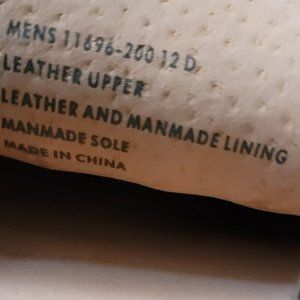 MENS 11696-200 12 D
LEATHER UPPER
LEATHER AND MANMADE LINING
MANMADE SOLE
MADE IN CHINA